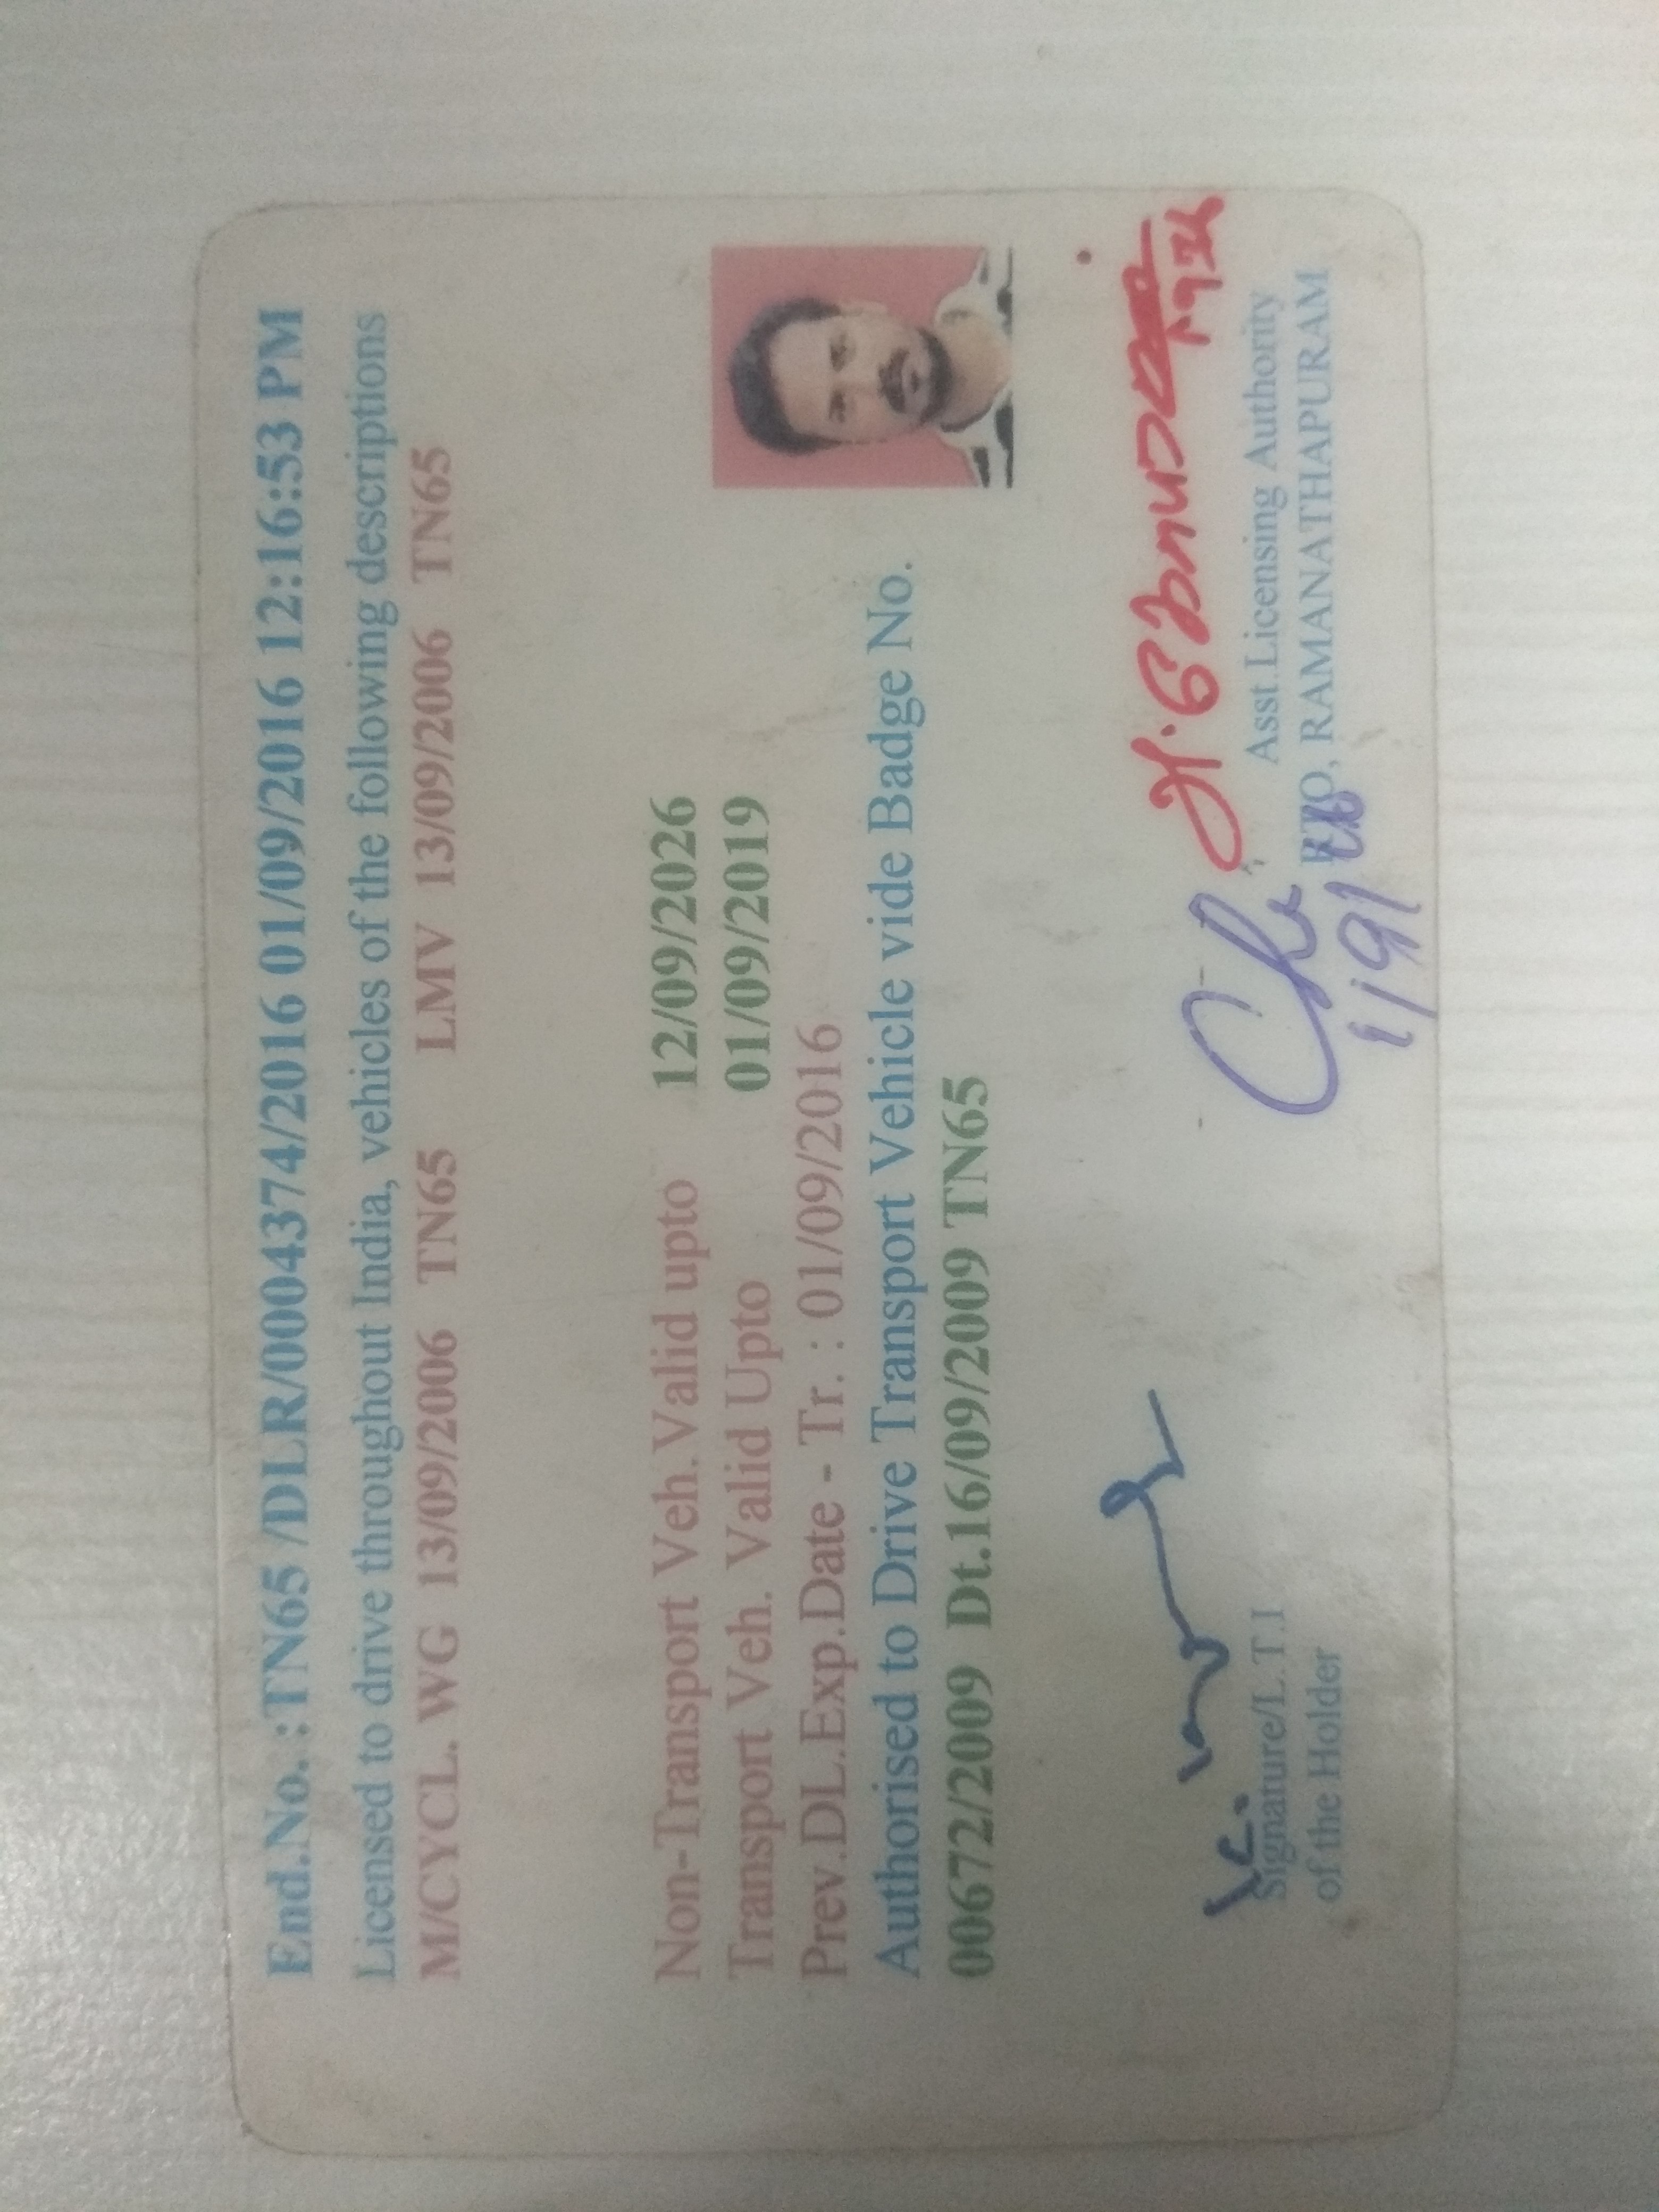 End.No. :TN65 /DLR/0004374/2016 01/09/2016 12:16:53 PM
Licensed to drive throughout India, vehicles of the following descriptions
M/CYCL. WG 13/09/2006 TN65 LMV 13/09/2006 TN65
Non-Transport Veh.Valid upto 12/09/2026
Transport Veh. Valid Upto 01/09/2019
Prev.DL.Exp.Date - Tr. : 01/09/2016
Authorised to Drive Transport Vehicle vide Badge No.
00672/2009 Dt.16/09/2009 TN65
Signature/L.T.I
of the Holder
1/9/16
Asst.Licensing Authority
RTO, RAMANATHAPURAM